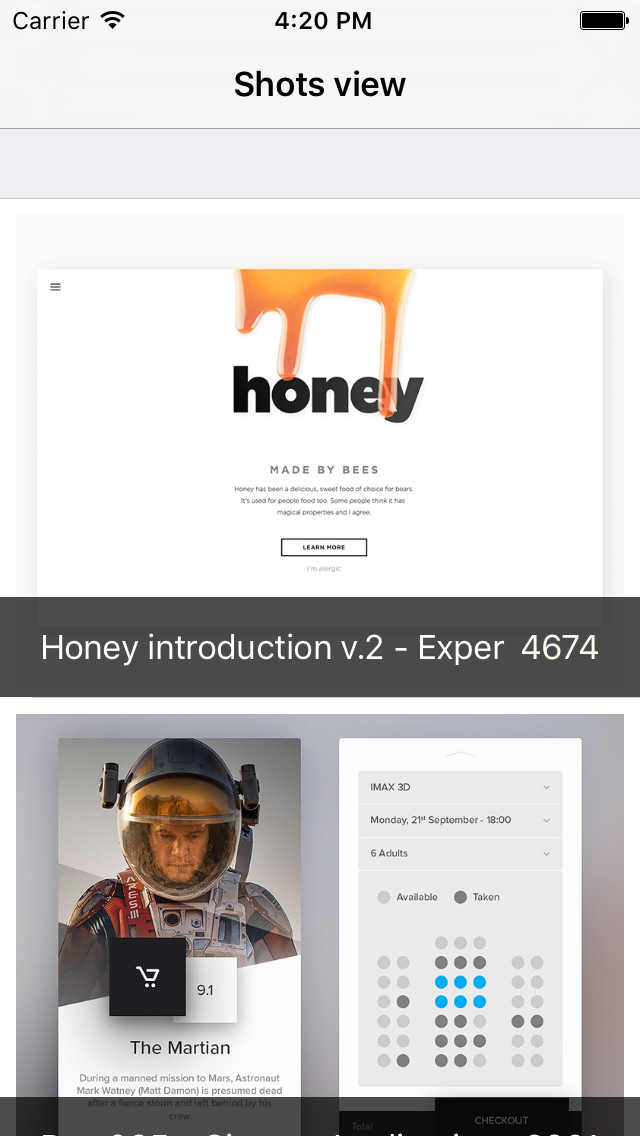 Carrier 4:20 PM
Shots view
honey
MADE BY BEES
Honey has been a delicious, sweet food of choice for bears.
It's used for people food too. Some people think it has
magical properties and I agree.
LEARN MORE
I'm alergic
Honey introduction v.2 - Exper 4674
ARES III
9.1
The Martian
During a manned mission to Mars, Astronaut
Mark Watney (Matt Damon) is presumed dead
after a fierce storm and left behind by his
crew.
IMAX 3D
Monday, 21st September - 18:00
6 Adults
Available Taken
Total CHECKOUT